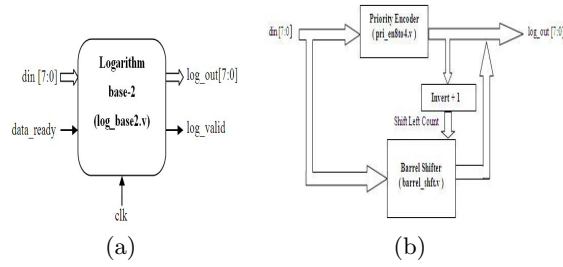 Logarithm
base-2
(log_base2.v)
din [7:0]
log_out[7:0]
data_ready
log_valid
clk
(a)
Priority Encoder
(pri_en8to4.v)
din [7:0]
log_out [7:0]
Invert + 1
Shift Left Count
Barrel Shifter
(barrel_shft.v)
(b)